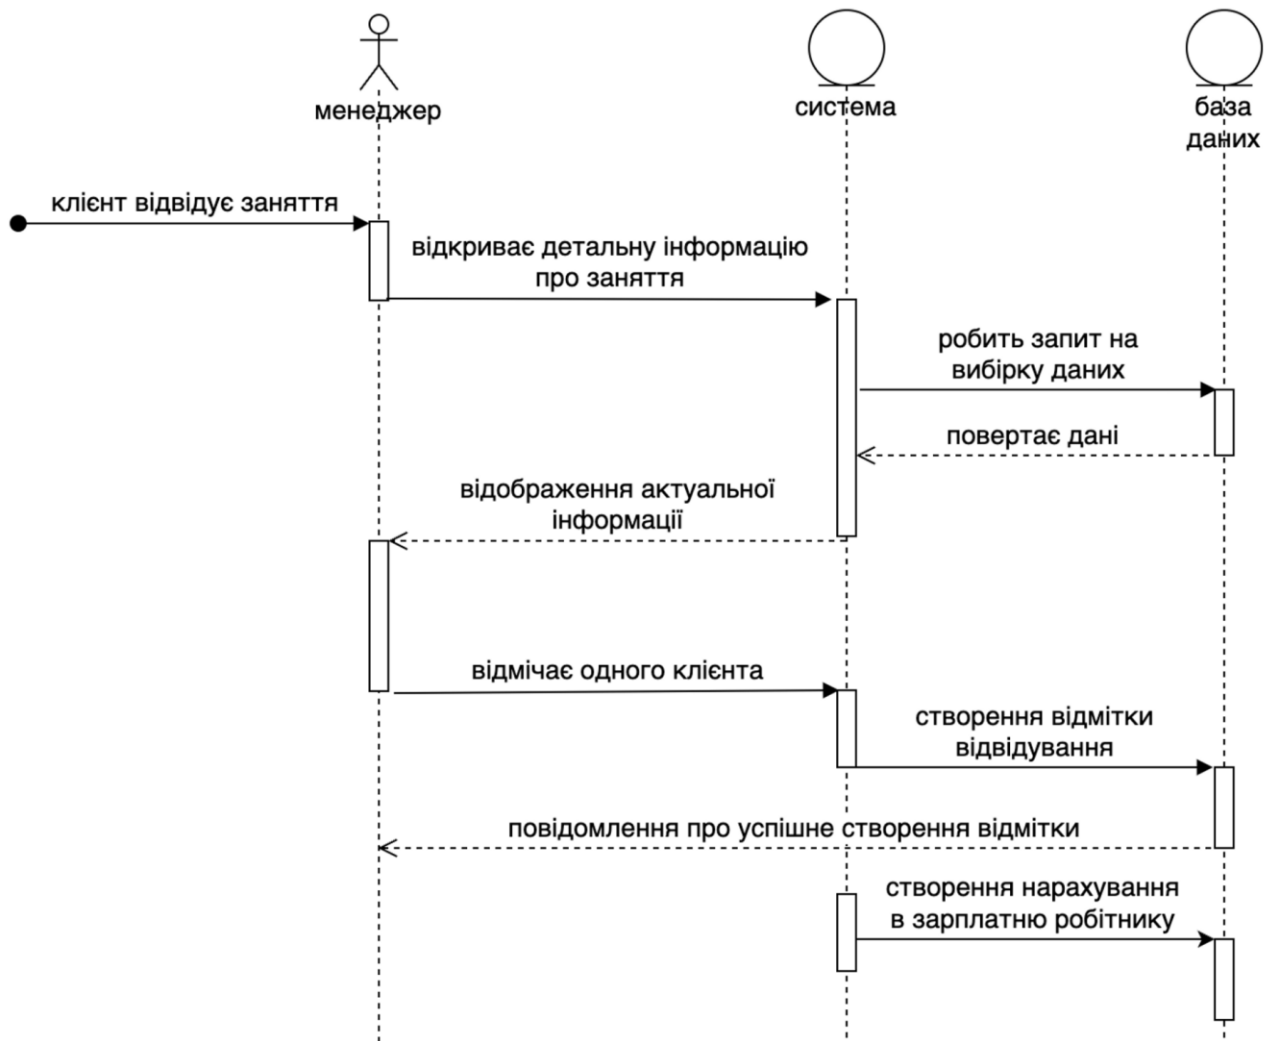 менеджер
система
база
даних
клієнт відвідує заняття
відкриває детальну інформацію
про заняття
робить запит на
вибірку даних
повертає дані
відображення актуальної
інформації
відмічає одного клієнта
створення відмітки
відвідування
повідомлення про успішне створення відмітки
створення нарахування
в зарплатню робітнику